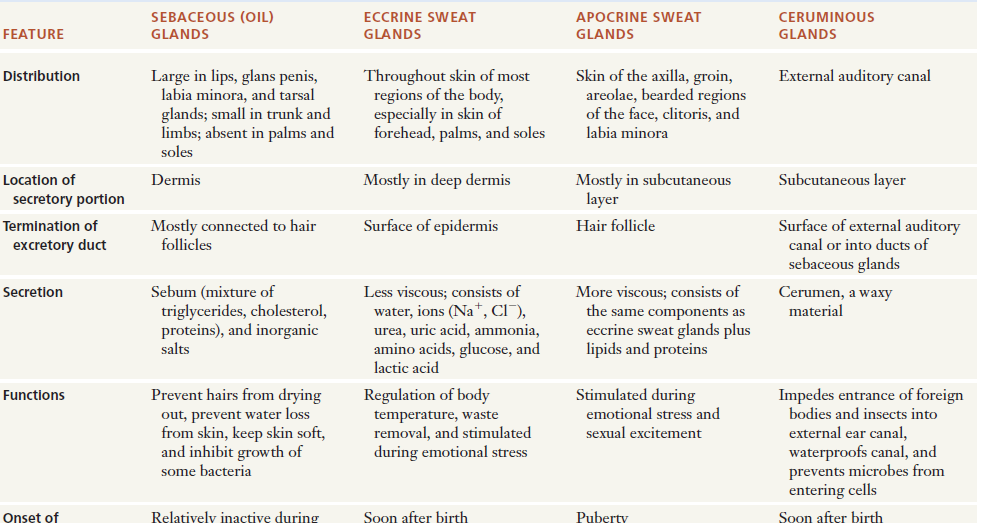 SEBACEOUS (OIL) ECCRINE SWEAT APOCRINE SWEAT CERUMINOUS
FEATURE GLANDS GLANDS GLANDS GLANDS
Distribution Large in lips, glans penis, Throughout skin of most Skin of the axilla, groin, External auditory canal
labia minora, and tarsal regions of the body, areolae, bearded regions
glands; small in trunk and especially in skin of of the face, clitoris, and
limbs; absent in palms and forehead, palms, and soles labia minora
soles
Location of Dermis Mostly in deep dermis Mostly in subcutaneous Subcutaneous layer
secretory portion layer
Termination of Mostly connected to hair Surface of epidermis Hair follicle Surface of external auditory
excretory duct follicles canal or into ducts of
sebaceous glands
Secretion Sebum (mixture of Less viscous; consists of More viscous; consists of Cerumen, a waxy
triglycerides, cholesterol, water, ions (Na⁺, Cl⁻), the same components as material
proteins), and inorganic urea, uric acid, ammonia, eccrine sweat glands plus
salts amino acids, glucose, and lipids and proteins
lactic acid
Functions Prevent hairs from drying Regulation of body Stimulated during Impedes entrance of foreign
out, prevent water loss temperature, waste emotional stress and bodies and insects into
from skin, keep skin soft, removal, and stimulated sexual excitement external ear canal,
and inhibit growth of during emotional stress waterproofs canal, and
some bacteria prevents microbes from
entering cells
Onset of Relatively inactive during Soon after birth Puberty Soon after birth